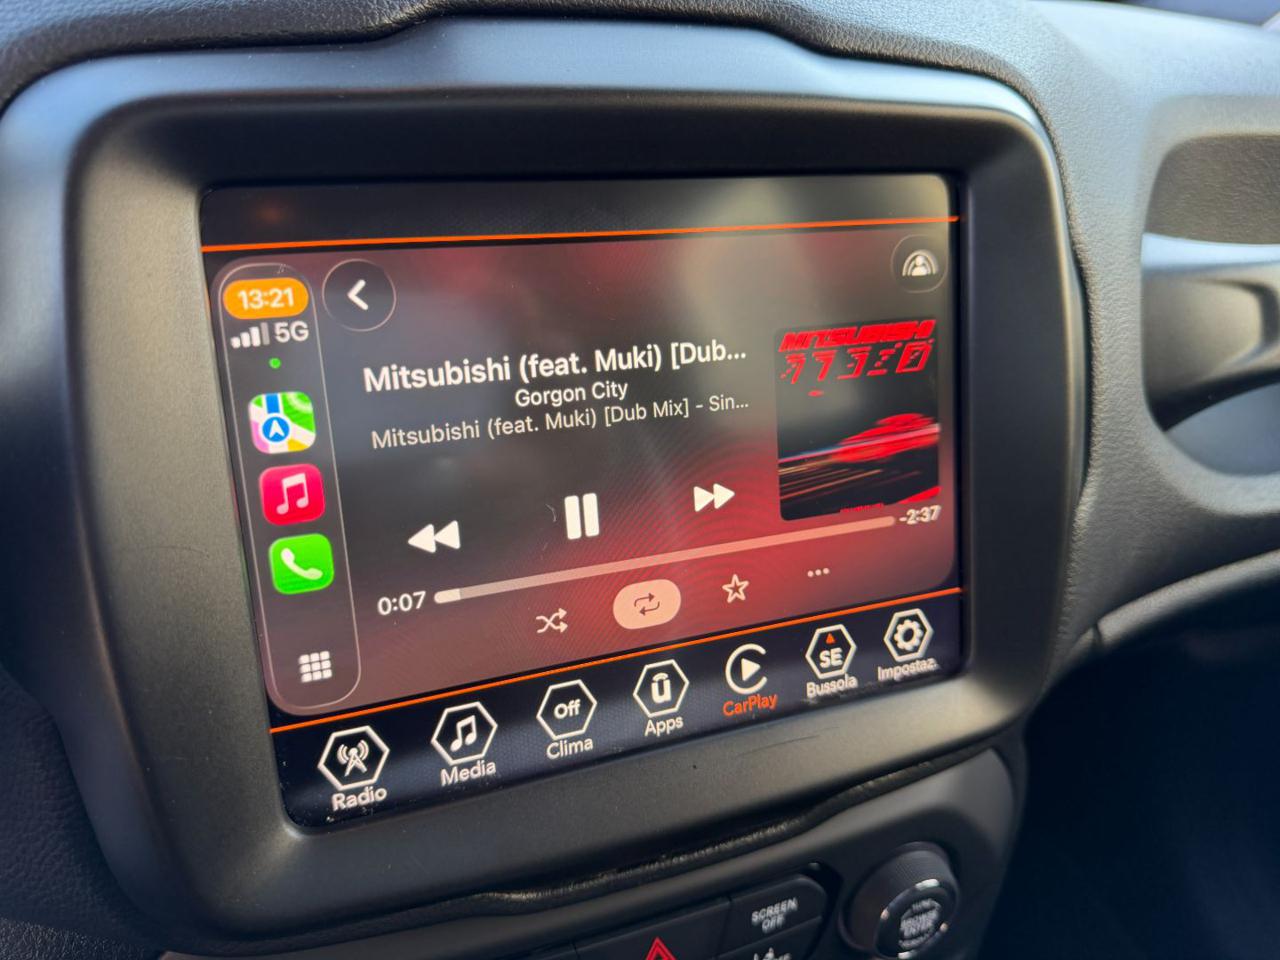 13:21
5G
Mitsubishi (feat. Muki) [Dub...
Gorgon City
Mitsubishi (feat. Muki) [Dub Mix] - Sin...
MITSUBISHI
0:07
-2:37
Radio
Media
Off
Clima
ū
Apps
CarPlay
SE
Bussola
Impostaz.
SCREEN
OFF